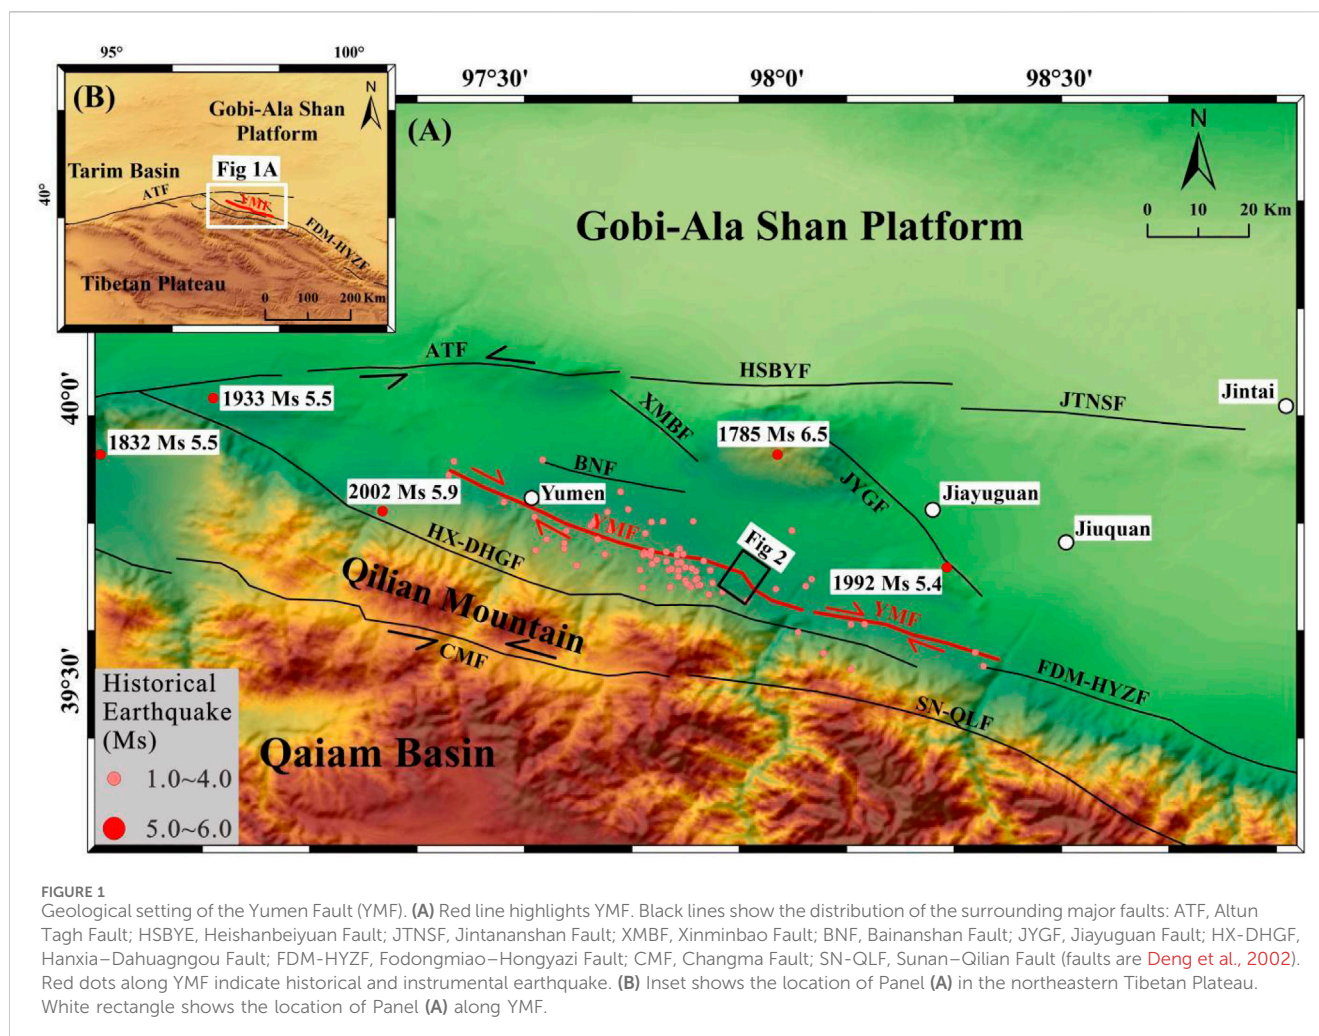 95°
100°
(B)
N
Gobi-Ala Shan
Platform
Tarim Basin
Fig 1A
ATF
YMF
40°
FDM-HYZF
Tibetan Plateau
0 100 200 Km
97°30'
98°0'
98°30'
(A)
N
0 10 20 Km
Gobi-Ala Shan Platform
ATF
HSBYF
JTNSF
Jintai
40°0'
1933 Ms 5.5
XMBF
1832 Ms 5.5
1785 Ms 6.5
BNF
JYGF
2002 Ms 5.9
Yumen
Jiayuguan
YMF
Jiuquan
HX-DHGF
Fig 2
1992 Ms 5.4
Qilian Mountain
YMF
39°30'
CMF
FDM-HYZF
SN-QLF
Qaiam Basin
Historical
Earthquake
(Ms)
1.0~4.0
5.0~6.0
FIGURE 1
Geological setting of the Yumen Fault (YMF). (A) Red line highlights YMF. Black lines show the distribution of the surrounding major faults: ATF, Altun
Tagh Fault; HSBYE, Heishanbeiyuan Fault; JTNSF, Jintananshan Fault; XMBF, Xinminbao Fault; BNF, Bainanshan Fault; JYGF, Jiayuguan Fault; HX-DHGF,
Hanxia–Dahuagngou Fault; FDM-HYZF, Fodongmiao–Hongyazi Fault; CMF, Changma Fault; SN-QLF, Sunan–Qilian Fault (faults are Deng et al., 2002).
Red dots along YMF indicate historical and instrumental earthquake. (B) Inset shows the location of Panel (A) in the northeastern Tibetan Plateau.
White rectangle shows the location of Panel (A) along YMF.